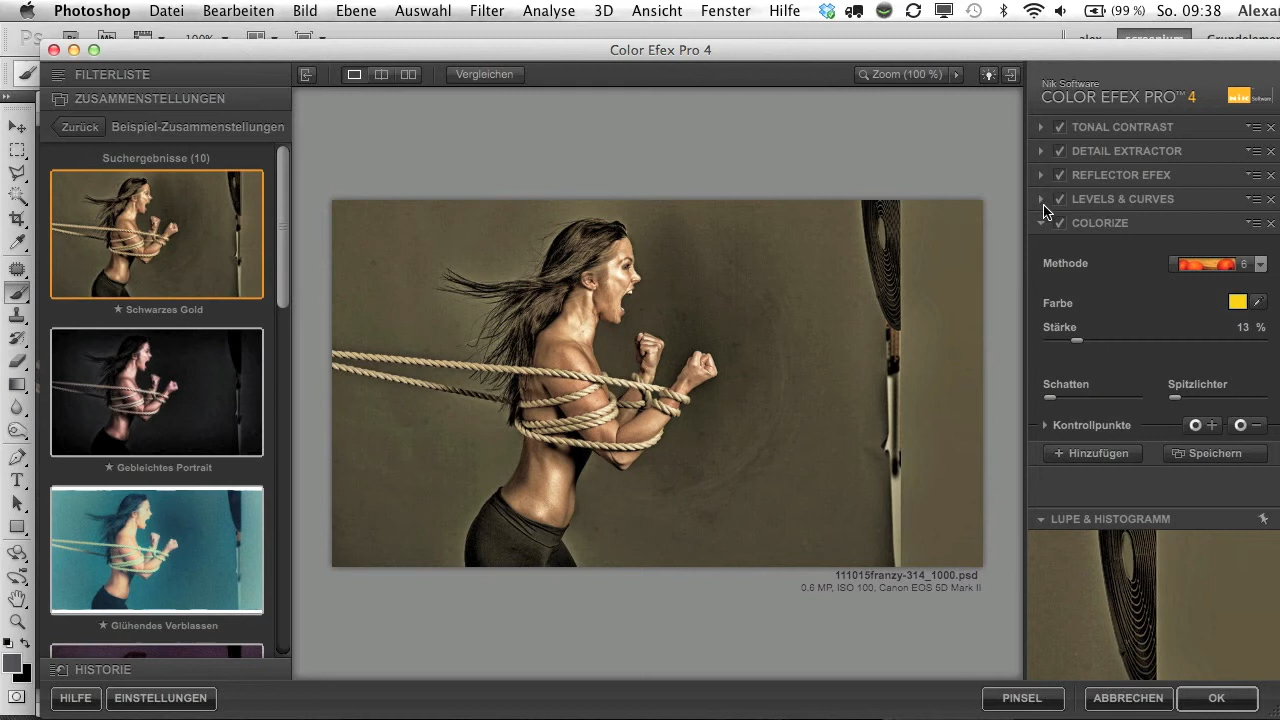 Photoshop Datei Bearbeiten Bild Ebene Auswahl Filter Analyse 3D Ansicht Fenster Hilfe (99 %) So. 09:38 Alexa
Color Efex Pro 4
FILTERLISTE
Vergleichen
Zoom (100 %)
ZUSAMMENSTELLUNGEN
Zurück Beispiel-Zusammenstellungen
Suchergebnisse (10)
★ Schwarzes Gold
★ Gebleichtes Portrait
★ Glühendes Verblassen
HISTORIE
HILFE EINSTELLUNGEN
111015franzy-314_1000.psd
0.6 MP, ISO 100, Canon EOS 5D Mark II
Nik Software
COLOR EFEX PRO™ 4
nik Software
TONAL CONTRAST
DETAIL EXTRACTOR
REFLECTOR EFEX
LEVELS & CURVES
COLORIZE
Methode 6
Farbe
Stärke 13 %
Schatten Spitzlichter
Kontrollpunkte
Hinzufügen Speichern
LUPE & HISTOGRAMM
PINSEL ABBRECHEN OK